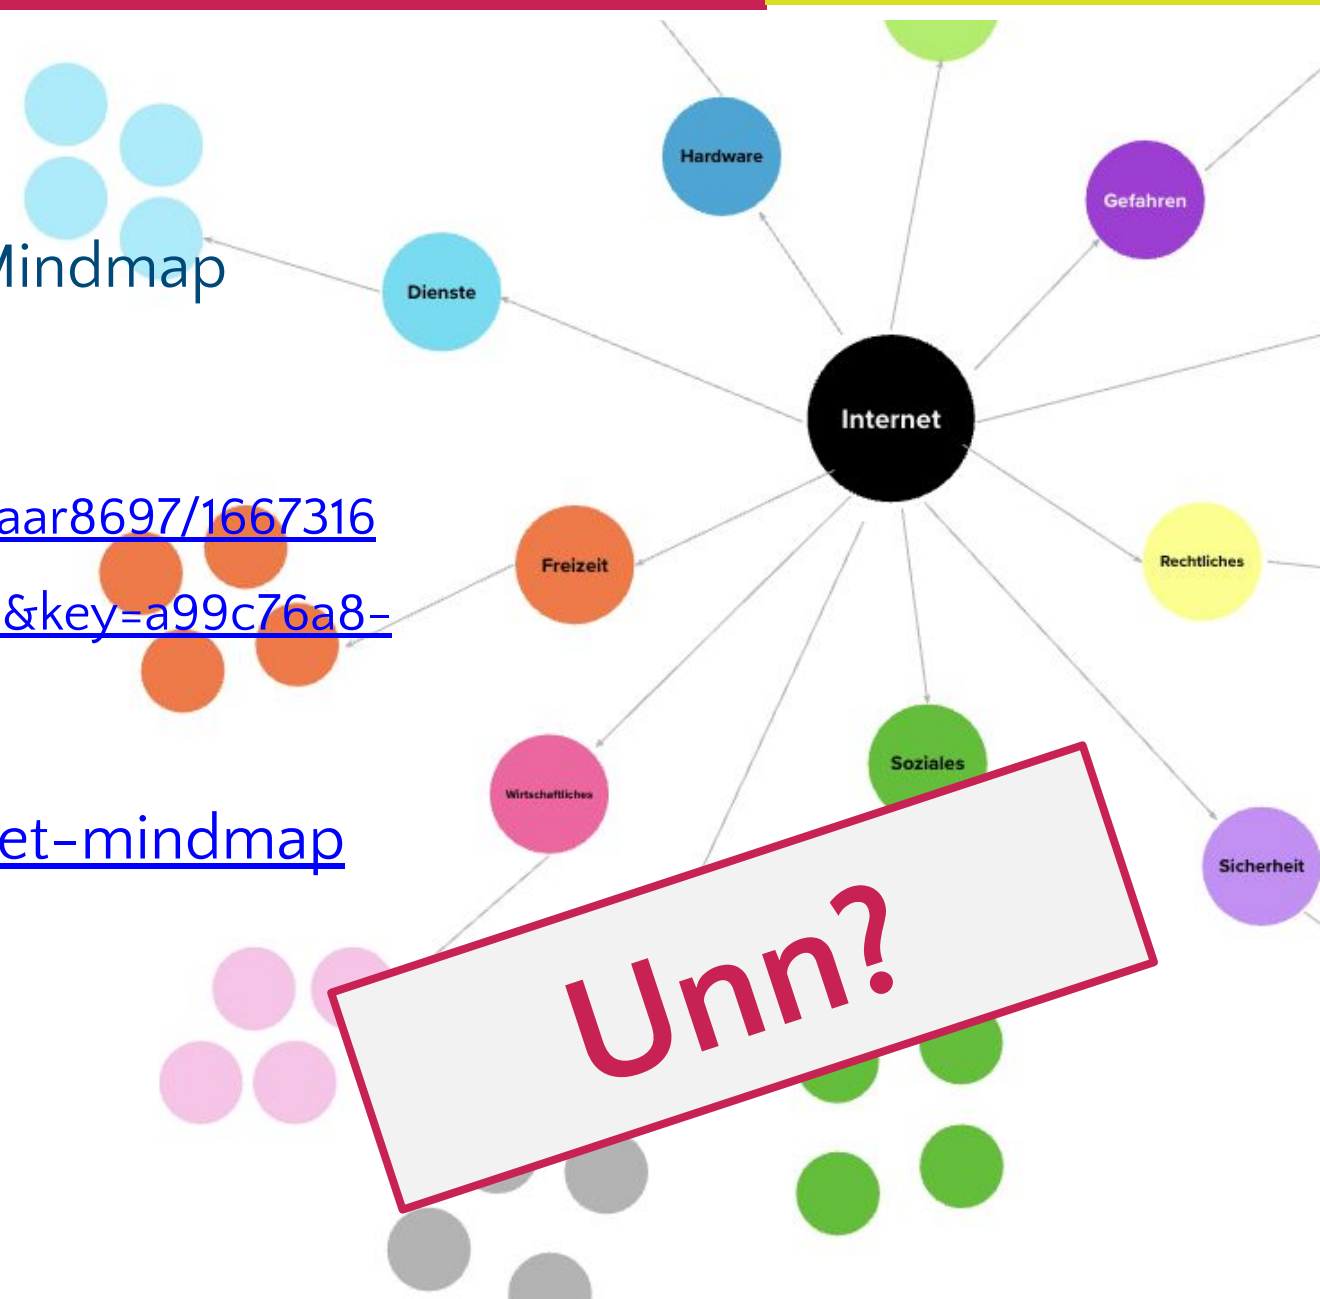 Hardware
Gefahren
Mindmap
Dienste
Internet
aar8697/1667316
Freizeit
Rechtliches
&key=a99c76a8-
Soziales
Wirtschaftliches
et-mindmap
Sicherheit
Unn?